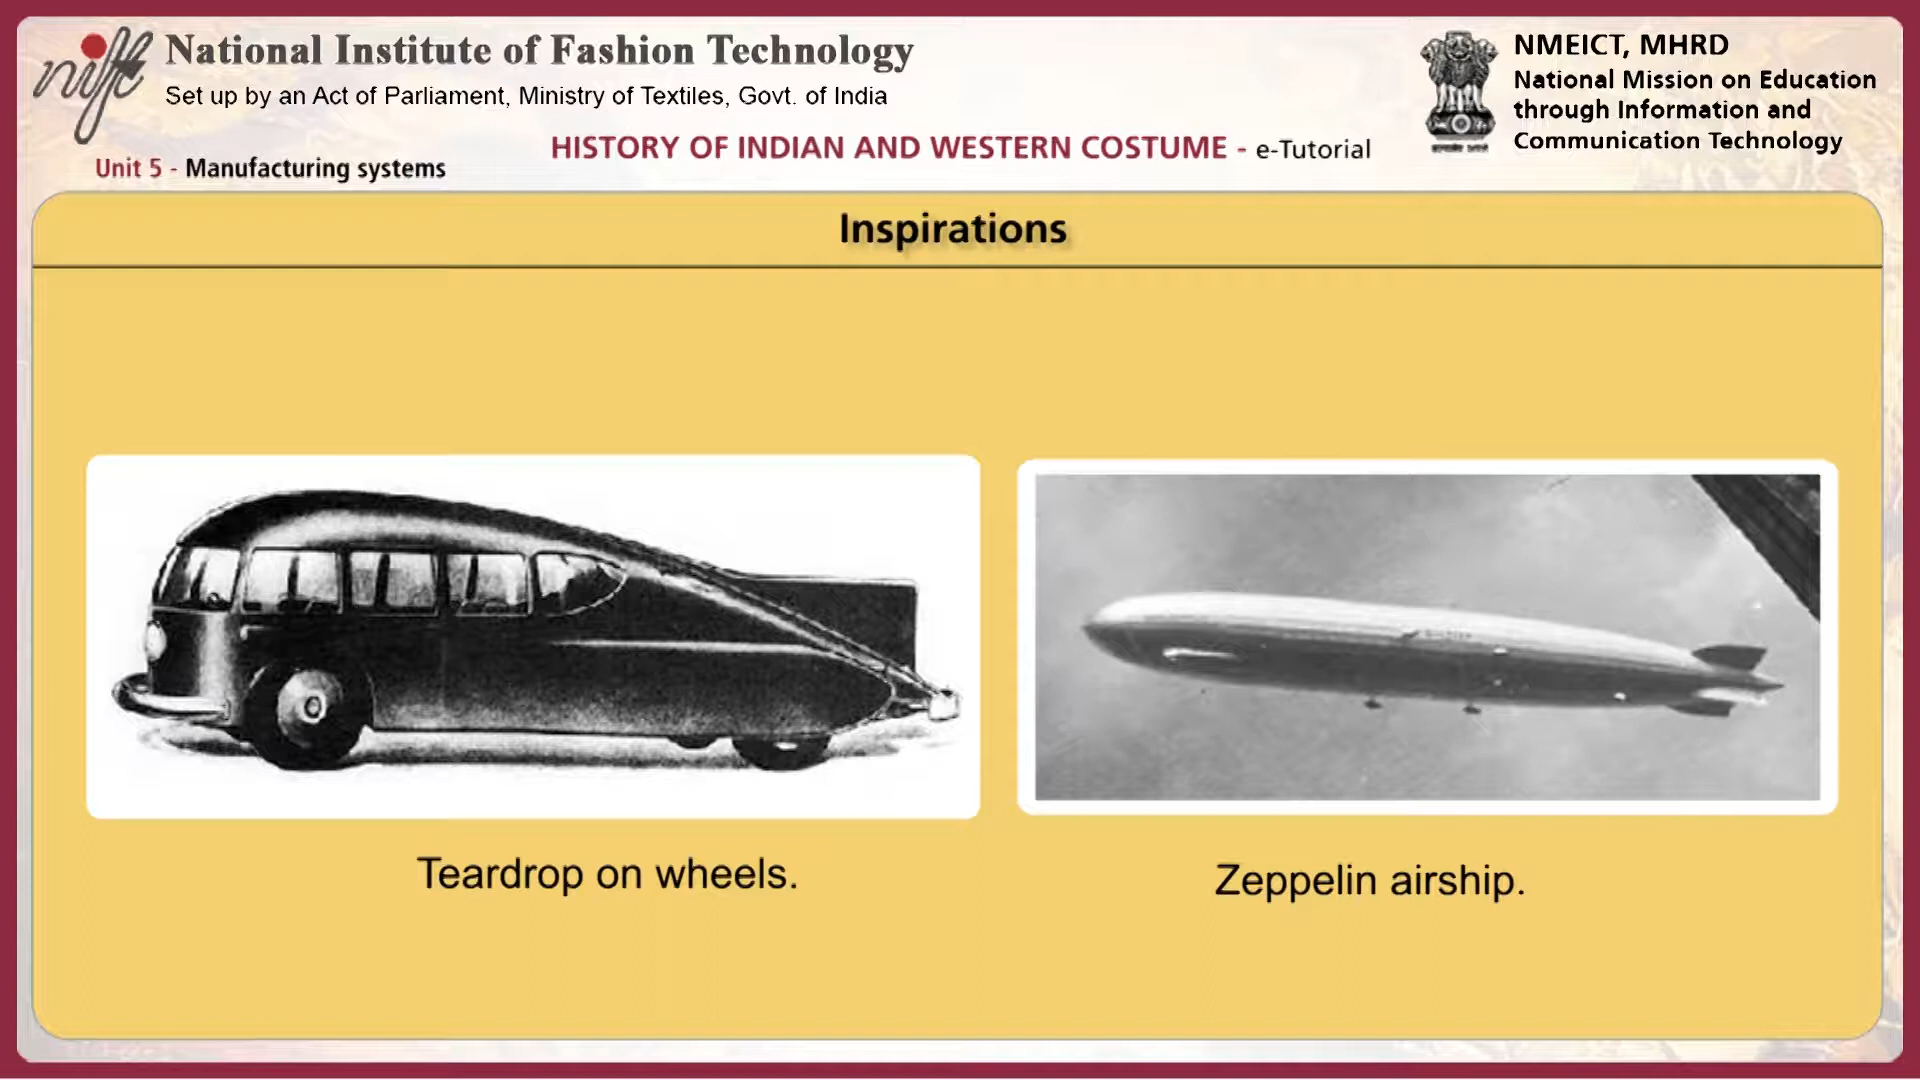 nift
National Institute of Fashion Technology
Set up by an Act of Parliament, Ministry of Textiles, Govt. of India
NMEICT, MHRD
National Mission on Education
through Information and
Communication Technology
HISTORY OF INDIAN AND WESTERN COSTUME - e-Tutorial
Unit 5 - Manufacturing systems
Inspirations
Teardrop on wheels.
Zeppelin airship.